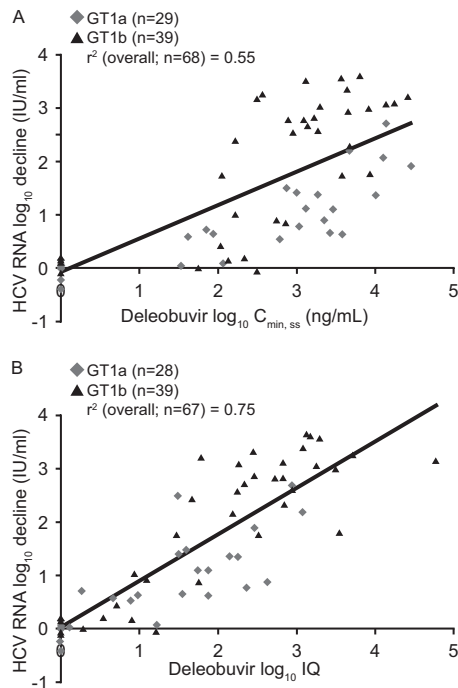 A
GT1a (n=29)
GT1b (n=39)
r² (overall; n=68) = 0.55
HCV RNA log₁₀ decline (IU/ml)
4
3
2
1
0
-1
0 1 2 3 4 5
Deleobuvir log₁₀ Cmin, ss (ng/mL)
B
GT1a (n=28)
GT1b (n=39)
r² (overall; n=67) = 0.75
HCV RNA log₁₀ decline (IU/ml)
4
3
2
1
0
-1
0 1 2 3 4 5
Deleobuvir log₁₀ IQ